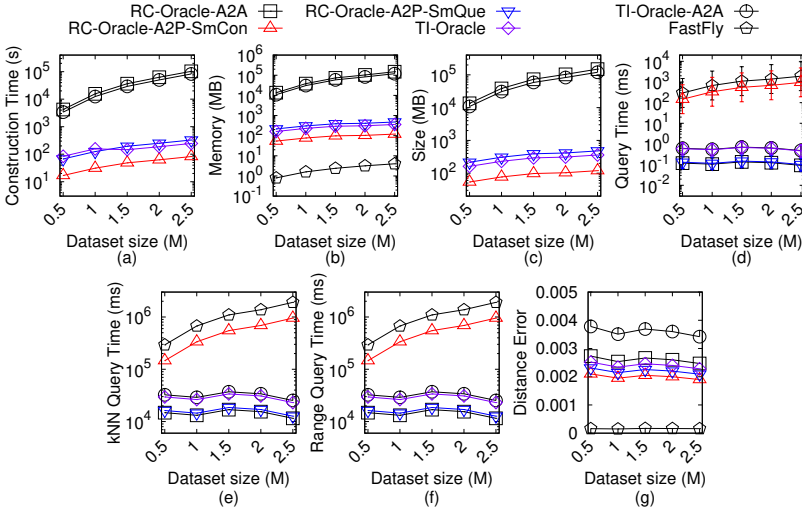 RC-Oracle-A2A RC-Oracle-A2P-SmQue TI-Oracle-A2A
RC-Oracle-A2P-SmCon TI-Oracle FastFly
Construction Time (s)
10^5
10^4
10^3
10^2
10^1
0.5 1 1.5 2 2.5
Dataset size (M)
(a)
Memory (MB)
10^6
10^5
10^4
10^3
10^2
10^1
10^0
10^-1
0.5 1 1.5 2 2.5
Dataset size (M)
(b)
Size (MB)
10^5
10^4
10^3
10^2
0.5 1 1.5 2 2.5
Dataset size (M)
(c)
Query Time (ms)
10^4
10^3
10^2
10^1
10^0
10^-1
10^-2
0.5 1 1.5 2 2.5
Dataset size (M)
(d)
kNN Query Time (ms)
10^6
10^5
10^4
0.5 1 1.5 2 2.5
Dataset size (M)
(e)
Range Query Time (ms)
10^6
10^5
10^4
0.5 1 1.5 2 2.5
Dataset size (M)
(f)
Distance Error
0.005
0.004
0.003
0.002
0.001
0
0.5 1 1.5 2 2.5
Dataset size (M)
(g)